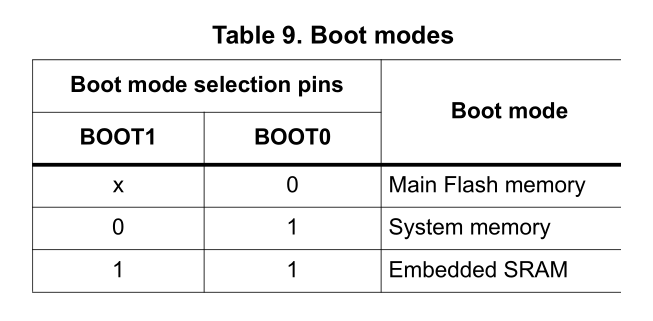 Table 9. Boot modes
Boot mode selection pins
Boot mode
BOOT1 BOOT0
x 0 Main Flash memory
0 1 System memory
1 1 Embedded SRAM